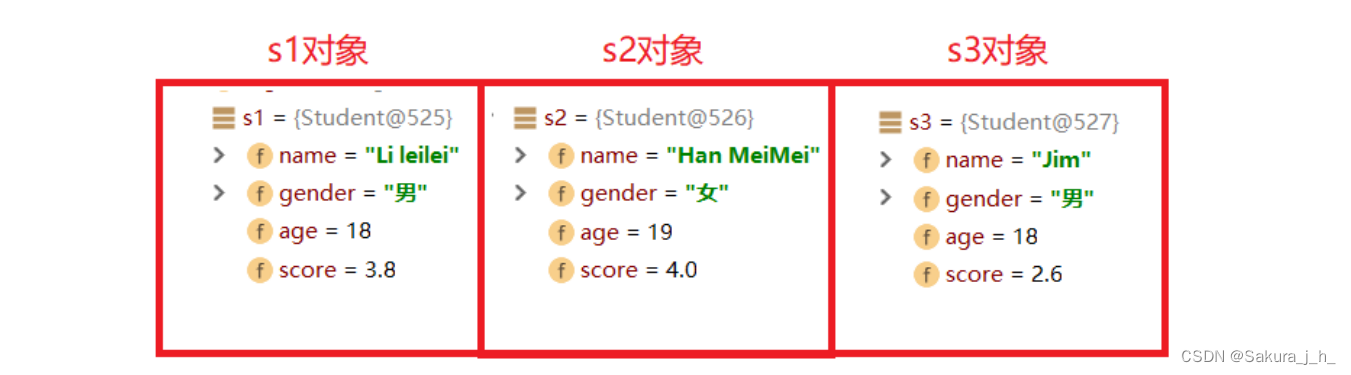 s1对象
s2对象
s3对象
s1 = {Student@525}
f name = "Li leilei"
f gender = "男"
f age = 18
f score = 3.8
s2 = {Student@526}
f name = "Han MeiMei"
f gender = "女"
f age = 19
f score = 4.0
s3 = {Student@527}
f name = "Jim"
f gender = "男"
f age = 18
f score = 2.6
CSDN @Sakura_j_h_